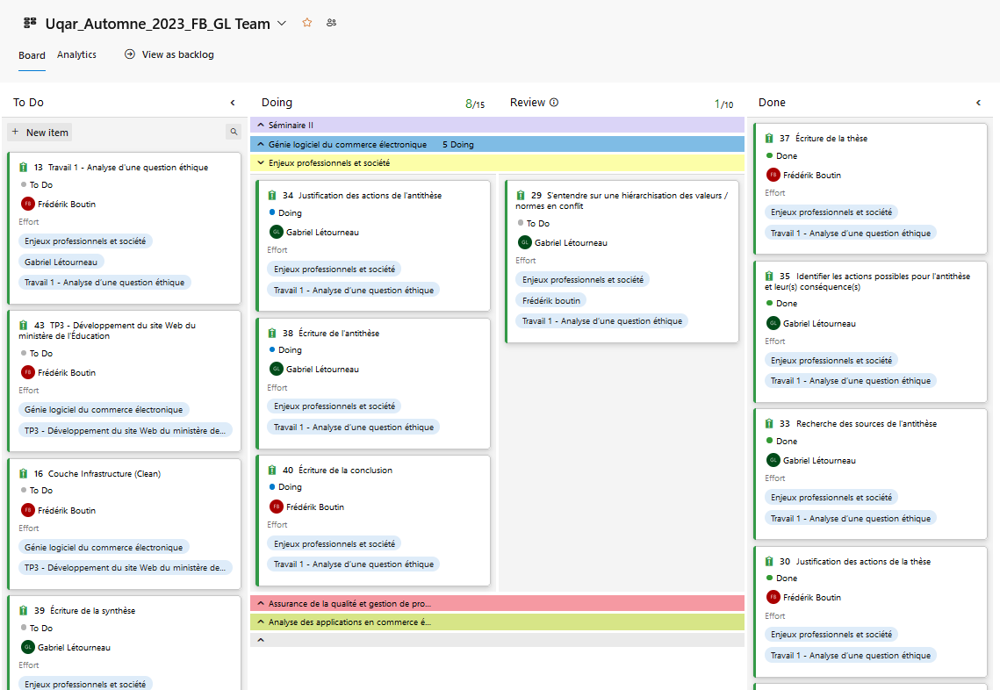 Uqar_Automne_2023_FB_GL Team
Board
Analytics
View as backlog
To Do
New item
13 Travail 1 - Analyse d'une question éthique
To Do
FB Frédérik Boutin
Effort
Enjeux professionnels et société
Gabriel Létourneau
Travail 1 - Analyse d'une question éthique
43 TP3 - Développement du site Web du
ministère de l'Éducation
To Do
FB Frédérik Boutin
Effort
Génie logiciel du commerce électronique
TP3 - Développement du site Web du ministère de...
16 Couche Infrastructure (Clean)
To Do
FB Frédérik Boutin
Effort
Génie logiciel du commerce électronique
TP3 - Développement du site Web du ministère de...
39 Écriture de la synthèse
To Do
GL Gabriel Létourneau
Effort
Enjeux professionnels et société
Doing
8/15
Review
1/10
Séminaire II
Génie logiciel du commerce électronique 5 Doing
Enjeux professionnels et société
34 Justification des actions de l'antithèse
Doing
GL Gabriel Létourneau
Effort
Enjeux professionnels et société
Travail 1 - Analyse d'une question éthique
38 Écriture de l'antithèse
Doing
GL Gabriel Létourneau
Effort
Enjeux professionnels et société
Travail 1 - Analyse d'une question éthique
40 Écriture de la conclusion
Doing
FB Frédérik Boutin
Effort
Enjeux professionnels et société
Travail 1 - Analyse d'une question éthique
29 S'entendre sur une hiérarchisation des valeurs /
normes en conflit
To Do
GL Gabriel Létourneau
Effort
Enjeux professionnels et société
Frédérik boutin
Travail 1 - Analyse d'une question éthique
Assurance de la qualité et gestion de pro...
Analyse des applications en commerce é...
Done
37 Écriture de la thèse
Done
FB Frédérik Boutin
Effort
Enjeux professionnels et société
Travail 1 - Analyse d'une question éthique
35 Identifier les actions possibles pour l'antithèse
et leur(s) conséquence(s)
Done
GL Gabriel Létourneau
Effort
Enjeux professionnels et société
Travail 1 - Analyse d'une question éthique
33 Recherche des sources de l'antithèse
Done
GL Gabriel Létourneau
Effort
Enjeux professionnels et société
Travail 1 - Analyse d'une question éthique
30 Justification des actions de la thèse
Done
FB Frédérik Boutin
Effort
Enjeux professionnels et société
Travail 1 - Analyse d'une question éthique